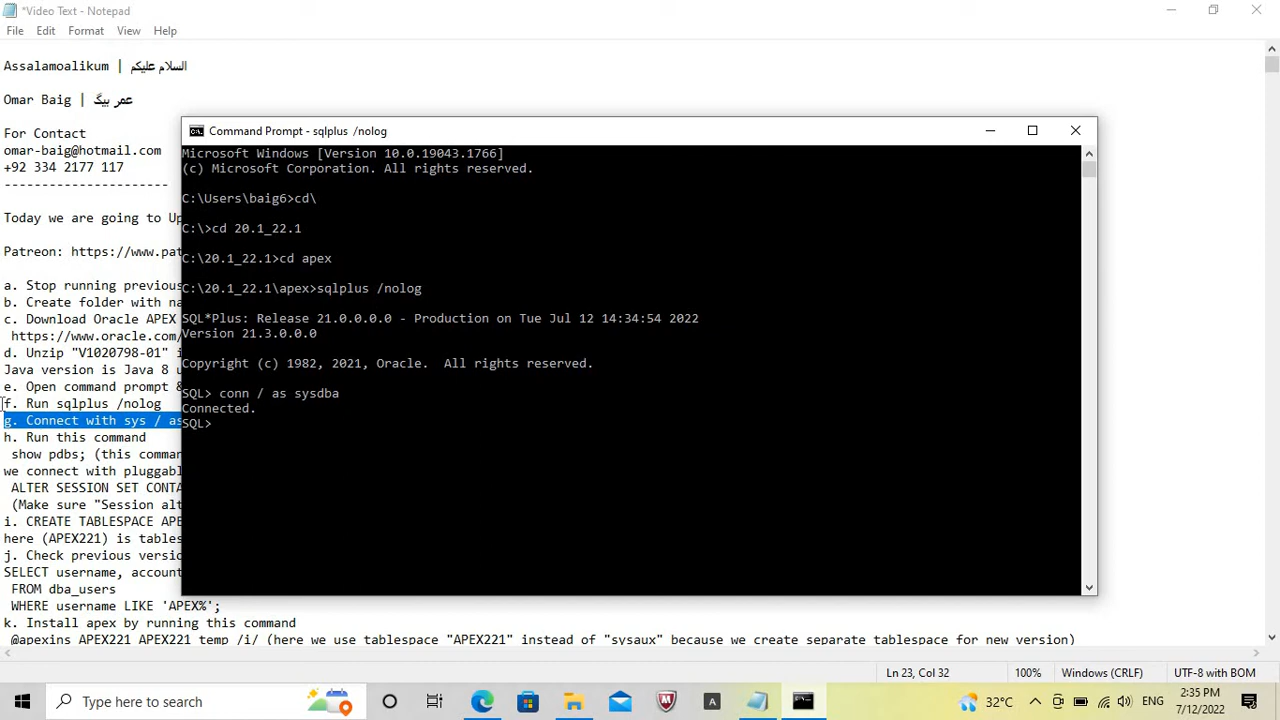 *Video Text - Notepad
File Edit Format View Help
Assalamoalikum | السلام علیکم
Omar Baig | عمر بیگ
For Contact
omar-baig@hotmail.com
+92 334 2177 117
----------------------
Today we are going to Up
Patreon: https://www.pat
a. Stop running previous
b. Create folder with na
c. Download Oracle APEX
https://www.oracle.com/
d. Unzip "V1020798-01" i
Java version is Java 8 u
e. Open command prompt &
f. Run sqlplus /nolog
g. Connect with sys / as
h. Run this command
show pdbs; (this comman
we connect with pluggabl
ALTER SESSION SET CONTA
(Make sure "Session alt
i. CREATE TABLESPACE APE
here (APEX221) is tables
j. Check previous versio
SELECT username, account
FROM dba_users
WHERE username LIKE 'APEX%';
k. Install apex by running this command
@apexins APEX221 APEX221 temp /i/ (here we use tablespace "APEX221" instead of "sysaux" because we create separate tablespace for new version)
Command Prompt - sqlplus /nolog
Microsoft Windows [Version 10.0.19043.1766]
(c) Microsoft Corporation. All rights reserved.
C:\Users\baig6>cd\
C:\>cd 20.1_22.1
C:\20.1_22.1>cd apex
C:\20.1_22.1\apex>sqlplus /nolog
SQL*Plus: Release 21.0.0.0.0 - Production on Tue Jul 12 14:34:54 2022
Version 21.3.0.0.0
Copyright (c) 1982, 2021, Oracle.  All rights reserved.
SQL> conn / as sysdba
Connected.
SQL>
Ln 23, Col 32 100% Windows (CRLF) UTF-8 with BOM
Type here to search
A
32°C
ENG
2:35 PM
7/12/2022